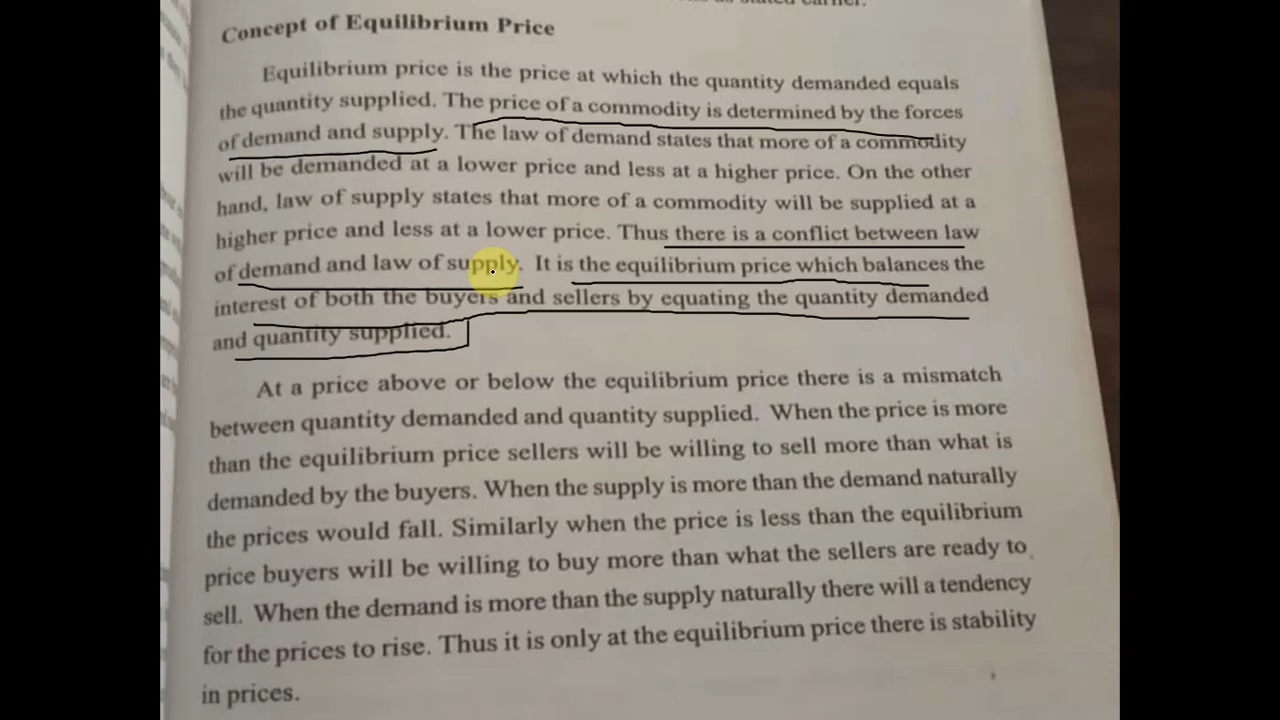 as stated earlier.
Concept of Equilibrium Price
Equilibrium price is the price at which the quantity demanded equals
the quantity supplied. The price of a commodity is determined by the forces
of demand and supply. The law of demand states that more of a commodity
will be demanded at a lower price and less at a higher price. On the other
hand, law of supply states that more of a commodity will be supplied at a
higher price and less at a lower price. Thus there is a conflict between law
of demand and law of supply. It is the equilibrium price which balances the
interest of both the buyers and sellers by equating the quantity demanded
and quantity supplied.
At a price above or below the equilibrium price there is a mismatch
between quantity demanded and quantity supplied. When the price is more
than the equilibrium price sellers will be willing to sell more than what is
demanded by the buyers. When the supply is more than the demand naturally
the prices would fall. Similarly when the price is less than the equilibrium
price buyers will be willing to buy more than what the sellers are ready to
sell. When the demand is more than the supply naturally there will a tendency
for the prices to rise. Thus it is only at the equilibrium price there is stability
in prices.